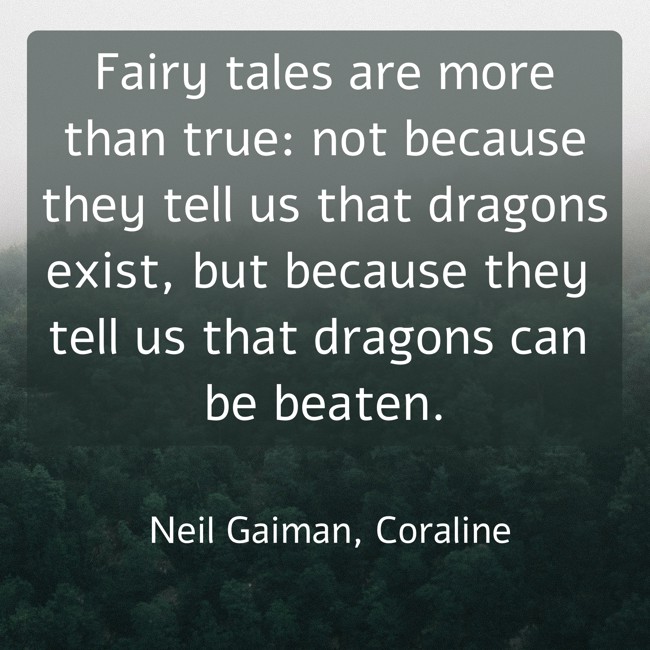 Fairy tales are more
than true: not because
they tell us that dragons
exist, but because they
tell us that dragons can
be beaten.
Neil Gaiman, Coraline